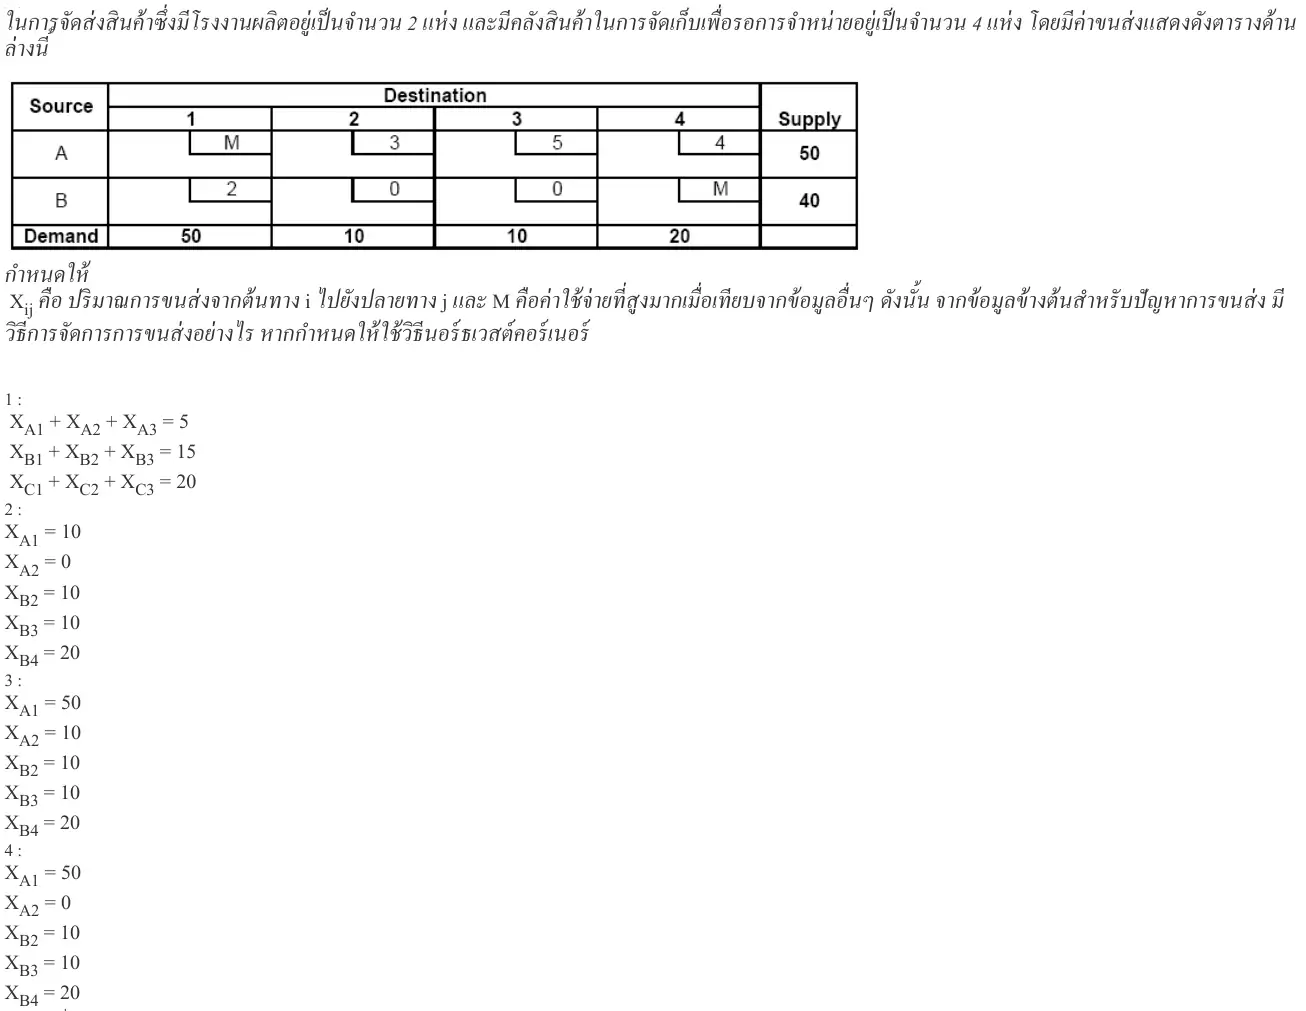 ในการจัดส่งสินค้าซึ่งมีโรงงานผลิตอยู่เป็นจำนวน 2 แห่ง และมีคลังสินค้าในการจัดเก็บเพื่อรอการจำหน่ายอยู่เป็นจำนวน 4 แห่ง โดยมีค่าขนส่งแสดงดังตารางด้าน
ล่างนี้
Source Destination Supply
1 2 3 4
A M 3 5 4 50
B 2 0 0 M 40
Demand 50 10 10 20
กำหนดให้
Xij คือ ปริมาณการขนส่งจากต้นทาง i ไปยังปลายทาง j และ M คือค่าใช้จ่ายที่สูงมากเมื่อเทียบจากข้อมูลอื่นๆ ดังนั้น จากข้อมูลข้างต้นสำหรับปัญหาการขนส่ง มี
วิธีการจัดการการขนส่งอย่างไร หากกำหนดให้ใช้วิธีนอร์ธเวสต์คอร์เนอร์
1 :
XA1 + XA2 + XA3 = 5
XB1 + XB2 + XB3 = 15
XC1 + XC2 + XC3 = 20
2 :
XA1 = 10
XA2 = 0
XB2 = 10
XB3 = 10
XB4 = 20
3 :
XA1 = 50
XA2 = 10
XB2 = 10
XB3 = 10
XB4 = 20
4 :
XA1 = 50
XA2 = 0
XB2 = 10
XB3 = 10
XB4 = 20